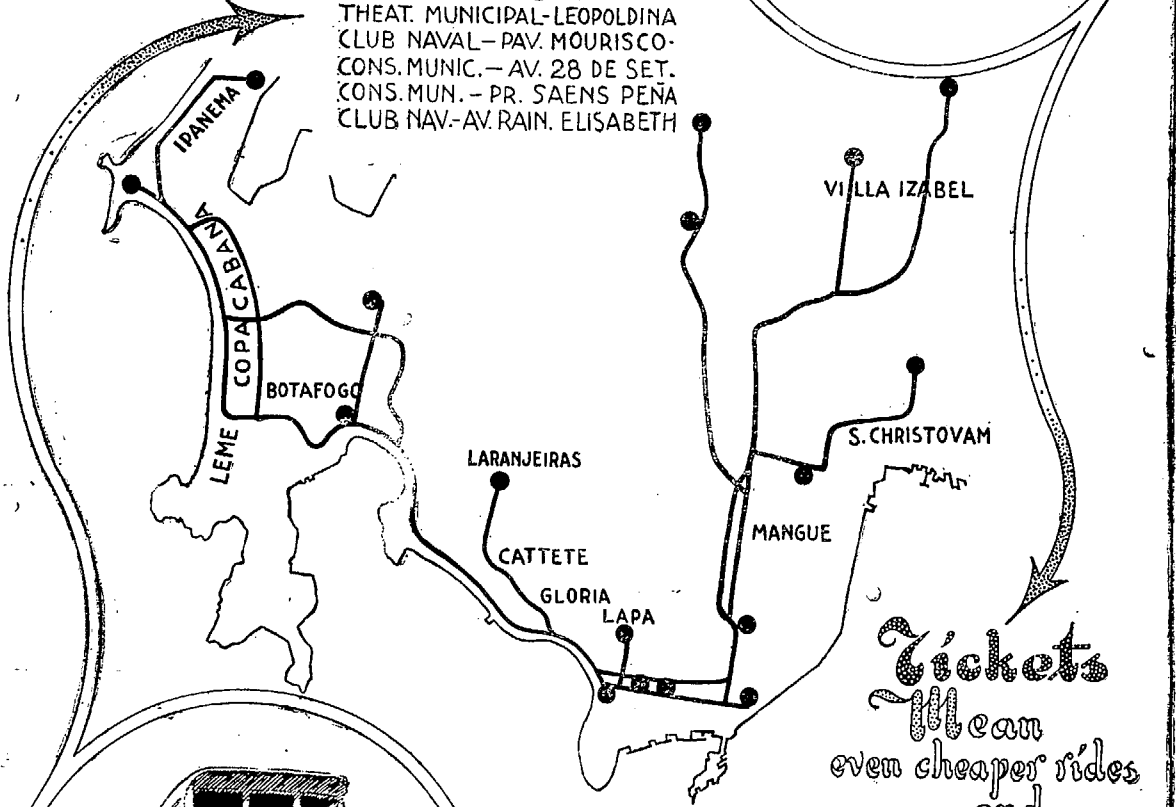 THEAT. MUNICIPAL-LEOPOLDINA
CLUB NAVAL-PAV. MOURISCO-
CONS. MUNIC.-AV. 28 DE SET.
CONS. MUN.-PR. SAENS PEÑA
CLUB NAV.-AV. RAIN. ELISABETH
IPANEMA
VILLA IZABEL
COPACABANA
BOTAFOGO
LEME
S. CHRISTOVAM
LARANJEIRAS
MANGUE
CATTETE
GLORIA
LAPA
Tickets
Mean
even cheaper rides
and